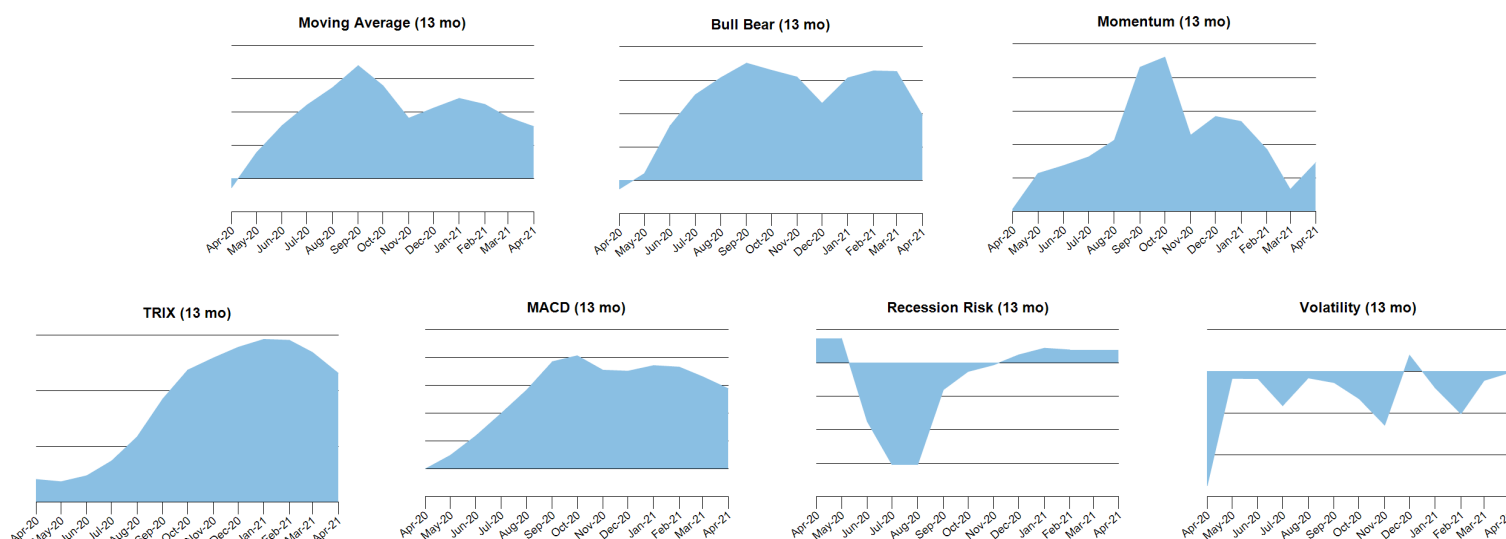 Moving Average (13 mo)
Apr-20 May-20 Jun-20 Jul-20 Aug-20 Sep-20 Oct-20 Nov-20 Dec-20 Jan-21 Feb-21 Mar-21 Apr-21
Bull Bear (13 mo)
Apr-20 May-20 Jun-20 Jul-20 Aug-20 Sep-20 Oct-20 Nov-20 Dec-20 Jan-21 Feb-21 Mar-21 Apr-21
Momentum (13 mo)
Apr-20 May-20 Jun-20 Jul-20 Aug-20 Sep-20 Oct-20 Nov-20 Dec-20 Jan-21 Feb-21 Mar-21 Apr-21
TRIX (13 mo)
Apr-20 May-20 Jun-20 Jul-20 Aug-20 Sep-20 Oct-20 Nov-20 Dec-20 Jan-21 Feb-21 Mar-21 Apr-21
MACD (13 mo)
Apr-20 May-20 Jun-20 Jul-20 Aug-20 Sep-20 Oct-20 Nov-20 Dec-20 Jan-21 Feb-21 Mar-21 Apr-21
Recession Risk (13 mo)
Apr-20 May-20 Jun-20 Jul-20 Aug-20 Sep-20 Oct-20 Nov-20 Dec-20 Jan-21 Feb-21 Mar-21 Apr-21
Volatility (13 mo)
Apr-20 May-20 Jun-20 Jul-20 Aug-20 Sep-20 Oct-20 Nov-20 Dec-20 Jan-21 Feb-21 Mar-21